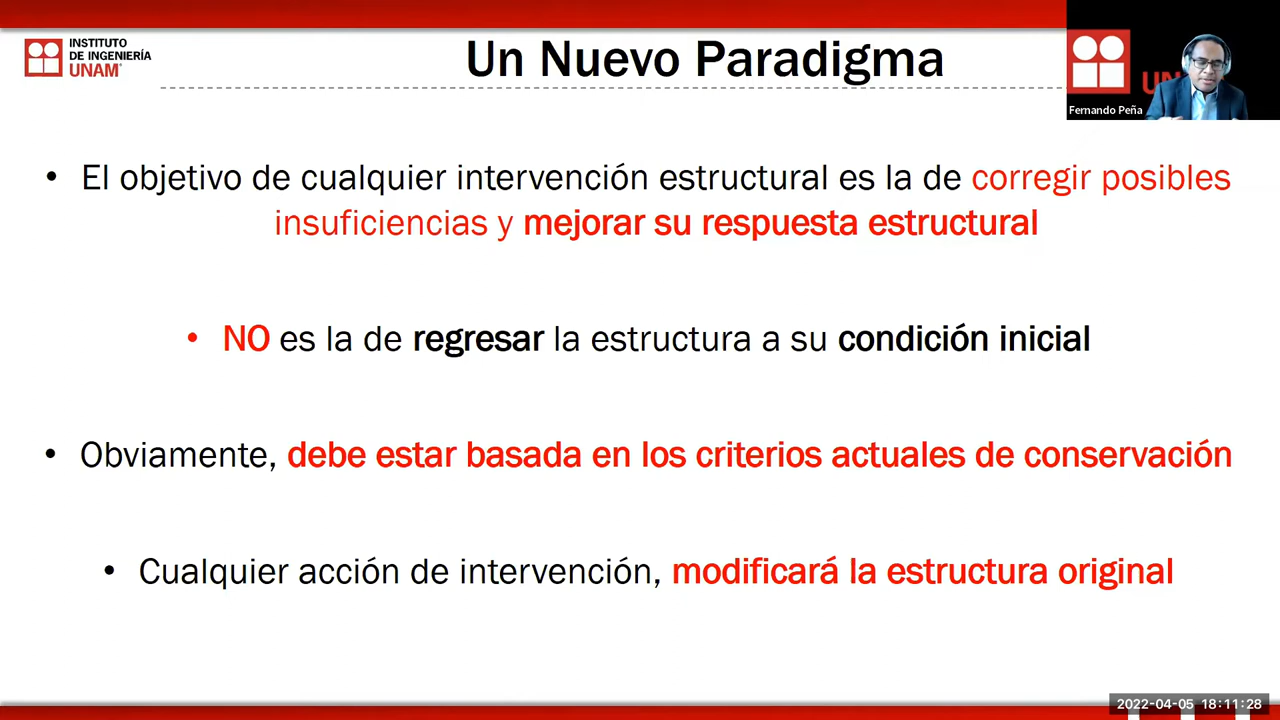 INSTITUTO
DE INGENIERÍA
UNAM
Un Nuevo Paradigma
Fernando Peña
• El objetivo de cualquier intervención estructural es la de corregir posibles
insuficiencias y mejorar su respuesta estructural
• NO es la de regresar la estructura a su condición inicial
• Obviamente, debe estar basada en los criterios actuales de conservación
• Cualquier acción de intervención, modificará la estructura original
2022-04-05 18:11:28